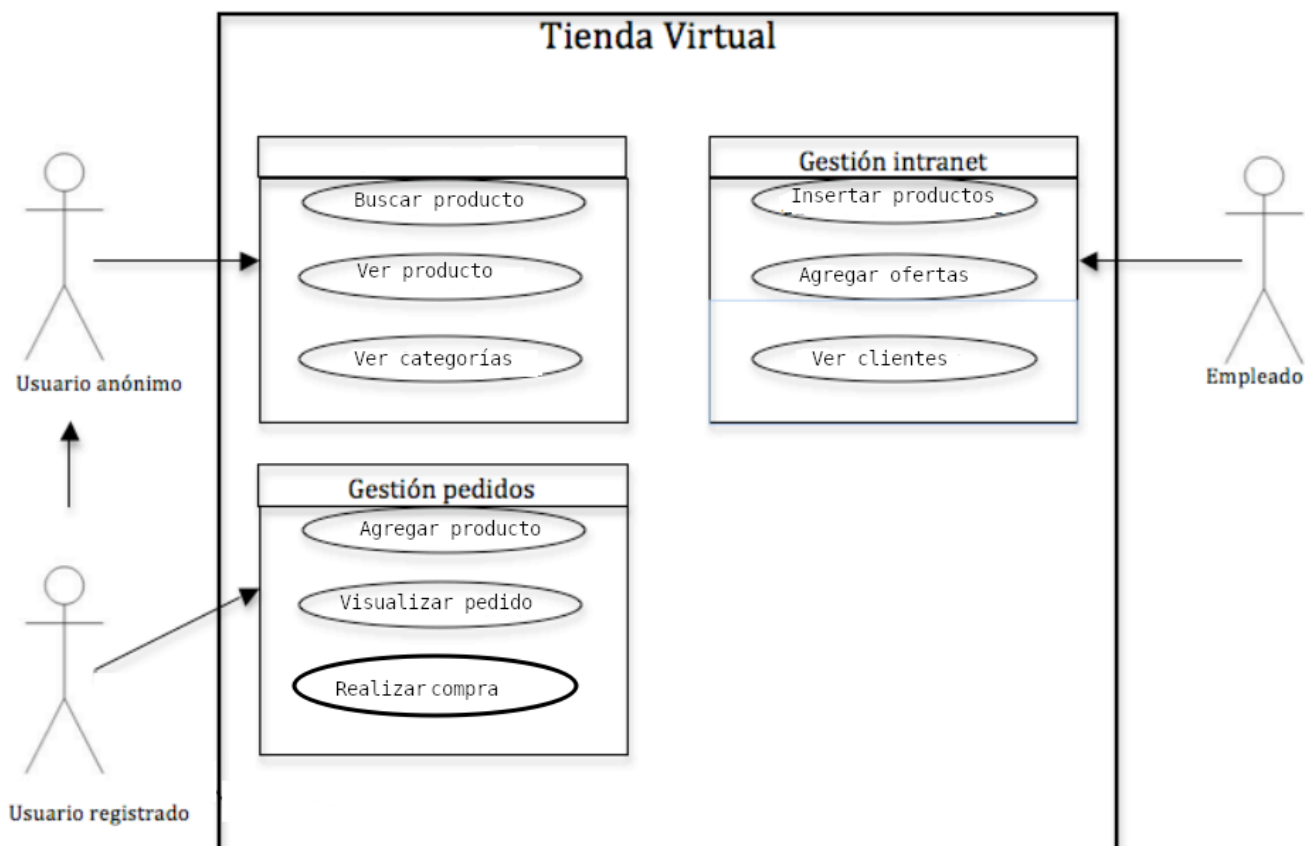 Tienda Virtual
Buscar producto
Ver producto
Ver categorías
Usuario anónimo
Gestión intranet
Insertar productos
Agregar ofertas
Ver clientes
Empleado
Gestión pedidos
Agregar producto
Visualizar pedido
Realizar compra
Usuario registrado